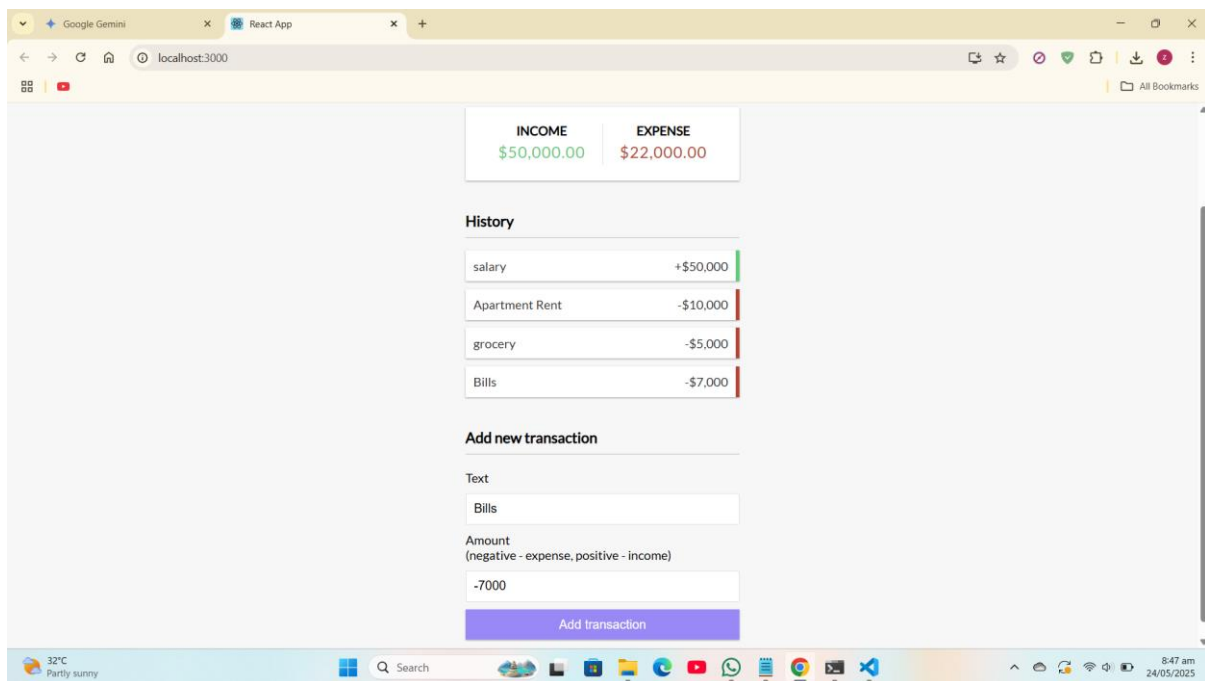 Google Gemini
React App
localhost:3000
All Bookmarks
INCOME EXPENSE
$50,000.00 $22,000.00
History
salary +$50,000
Apartment Rent -$10,000
grocery -$5,000
Bills -$7,000
Add new transaction
Text
Bills
Amount
(negative - expense, positive - income)
-7000
Add transaction
32°C
Partly sunny
Search
8:47 am
24/05/2025